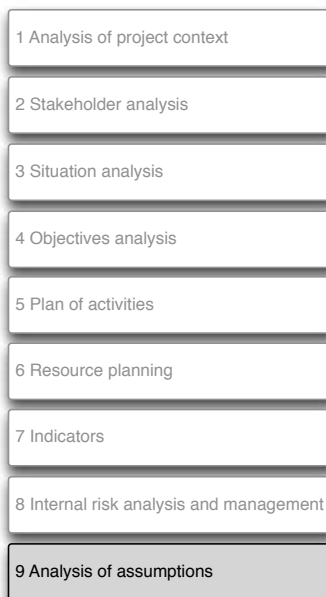 1 Analysis of project context
2 Stakeholder analysis
3 Situation analysis
4 Objectives analysis
5 Plan of activities
6 Resource planning
7 Indicators
8 Internal risk analysis and management
9 Analysis of assumptions